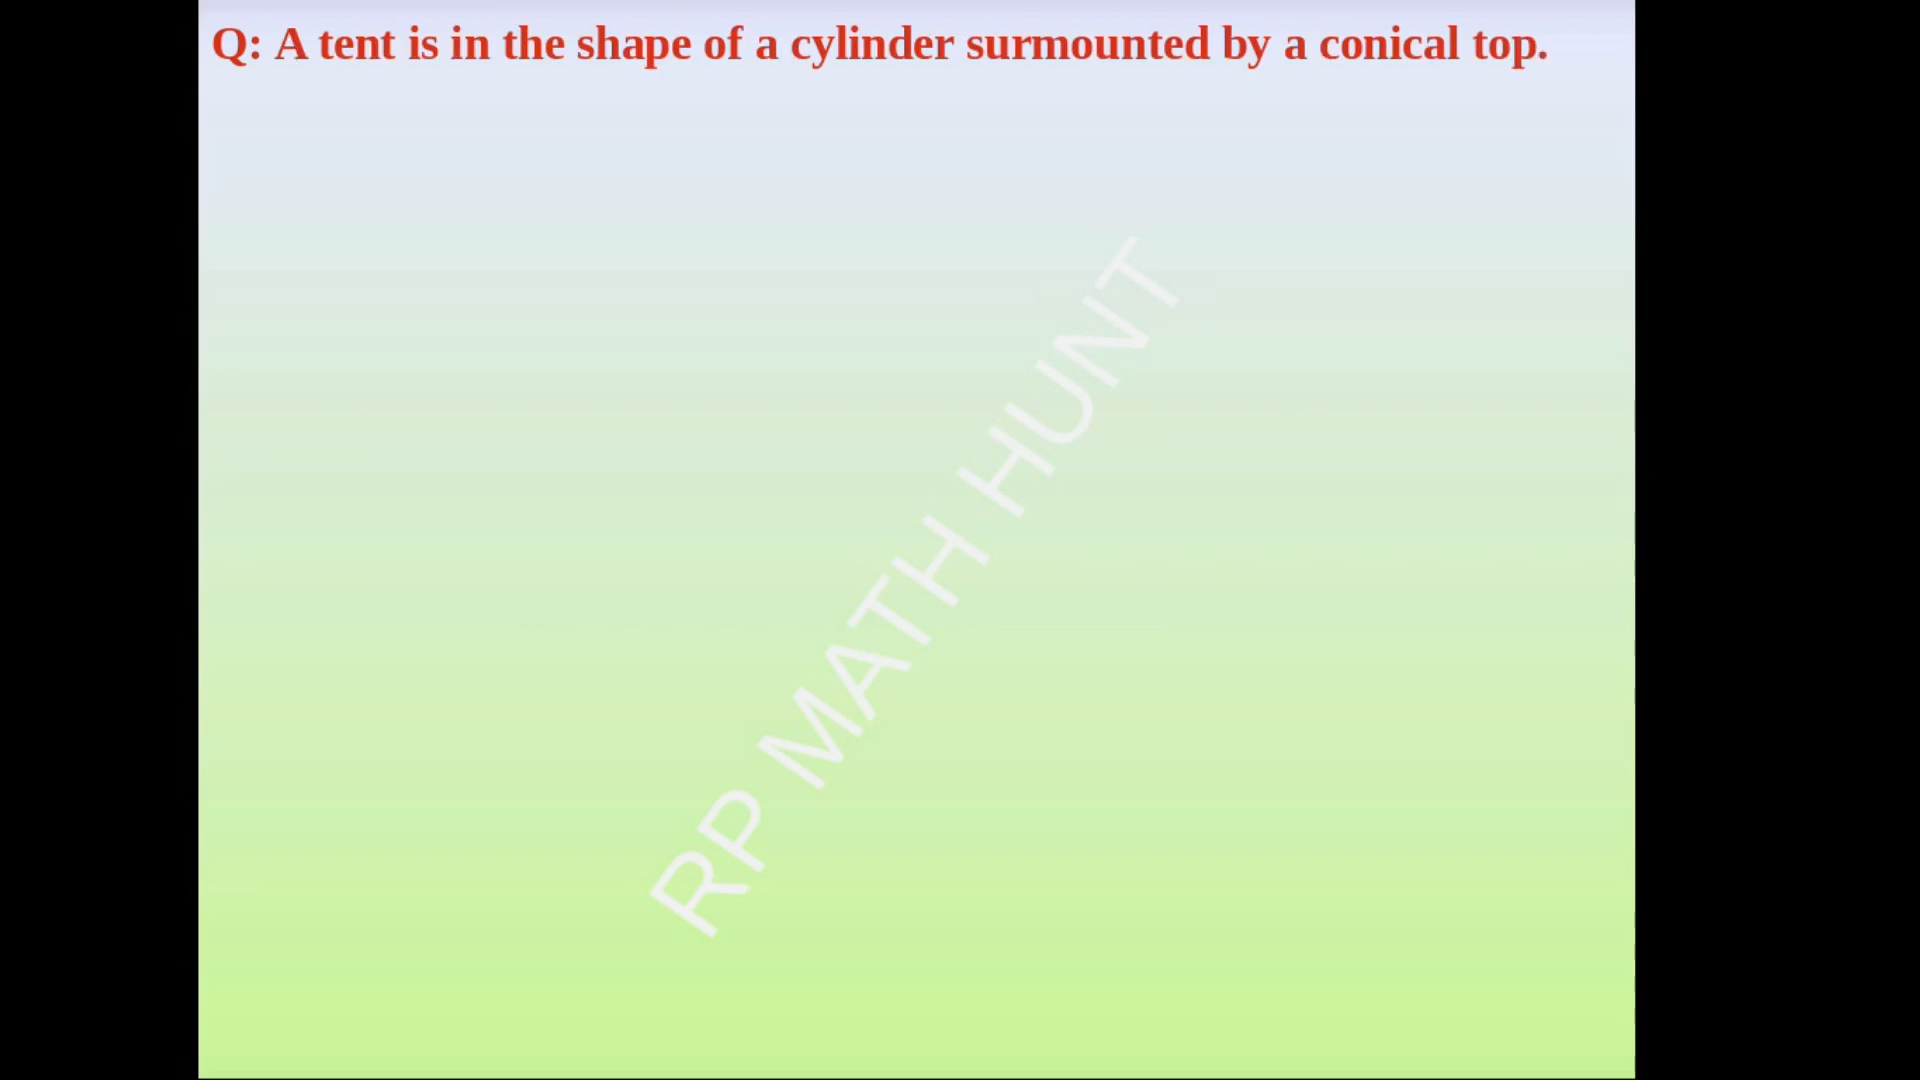 Q: A tent is in the shape of a cylinder surmounted by a conical top.
RP MATH HUNT